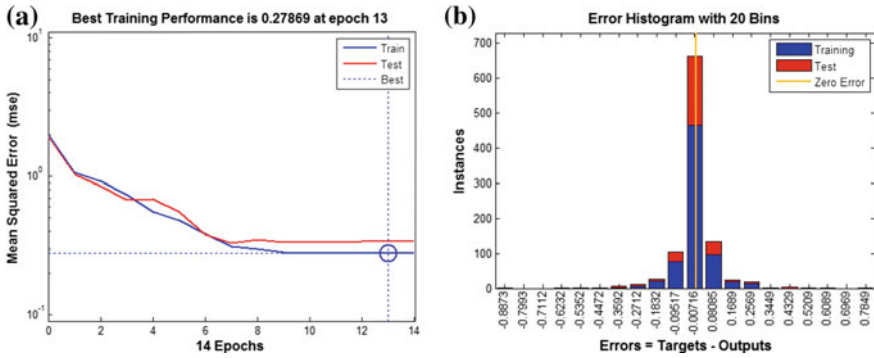 (a)
Best Training Performance is 0.27869 at epoch 13
Train
Test
Best
10^1
10^0
10^-1
Mean Squared Error (mse)
0 2 4 6 8 10 12 14
14 Epochs
(b)
Error Histogram with 20 Bins
Training
Test
Zero Error
700
600
500
400
300
200
100
0
Instances
-0.8873
-0.7993
-0.7112
-0.6232
-0.5352
-0.4472
-0.3592
-0.2712
-0.1832
-0.09517
-0.00716
0.08085
0.1689
0.2569
0.3449
0.4329
0.5209
0.6089
0.6969
0.7849
Errors = Targets - Outputs